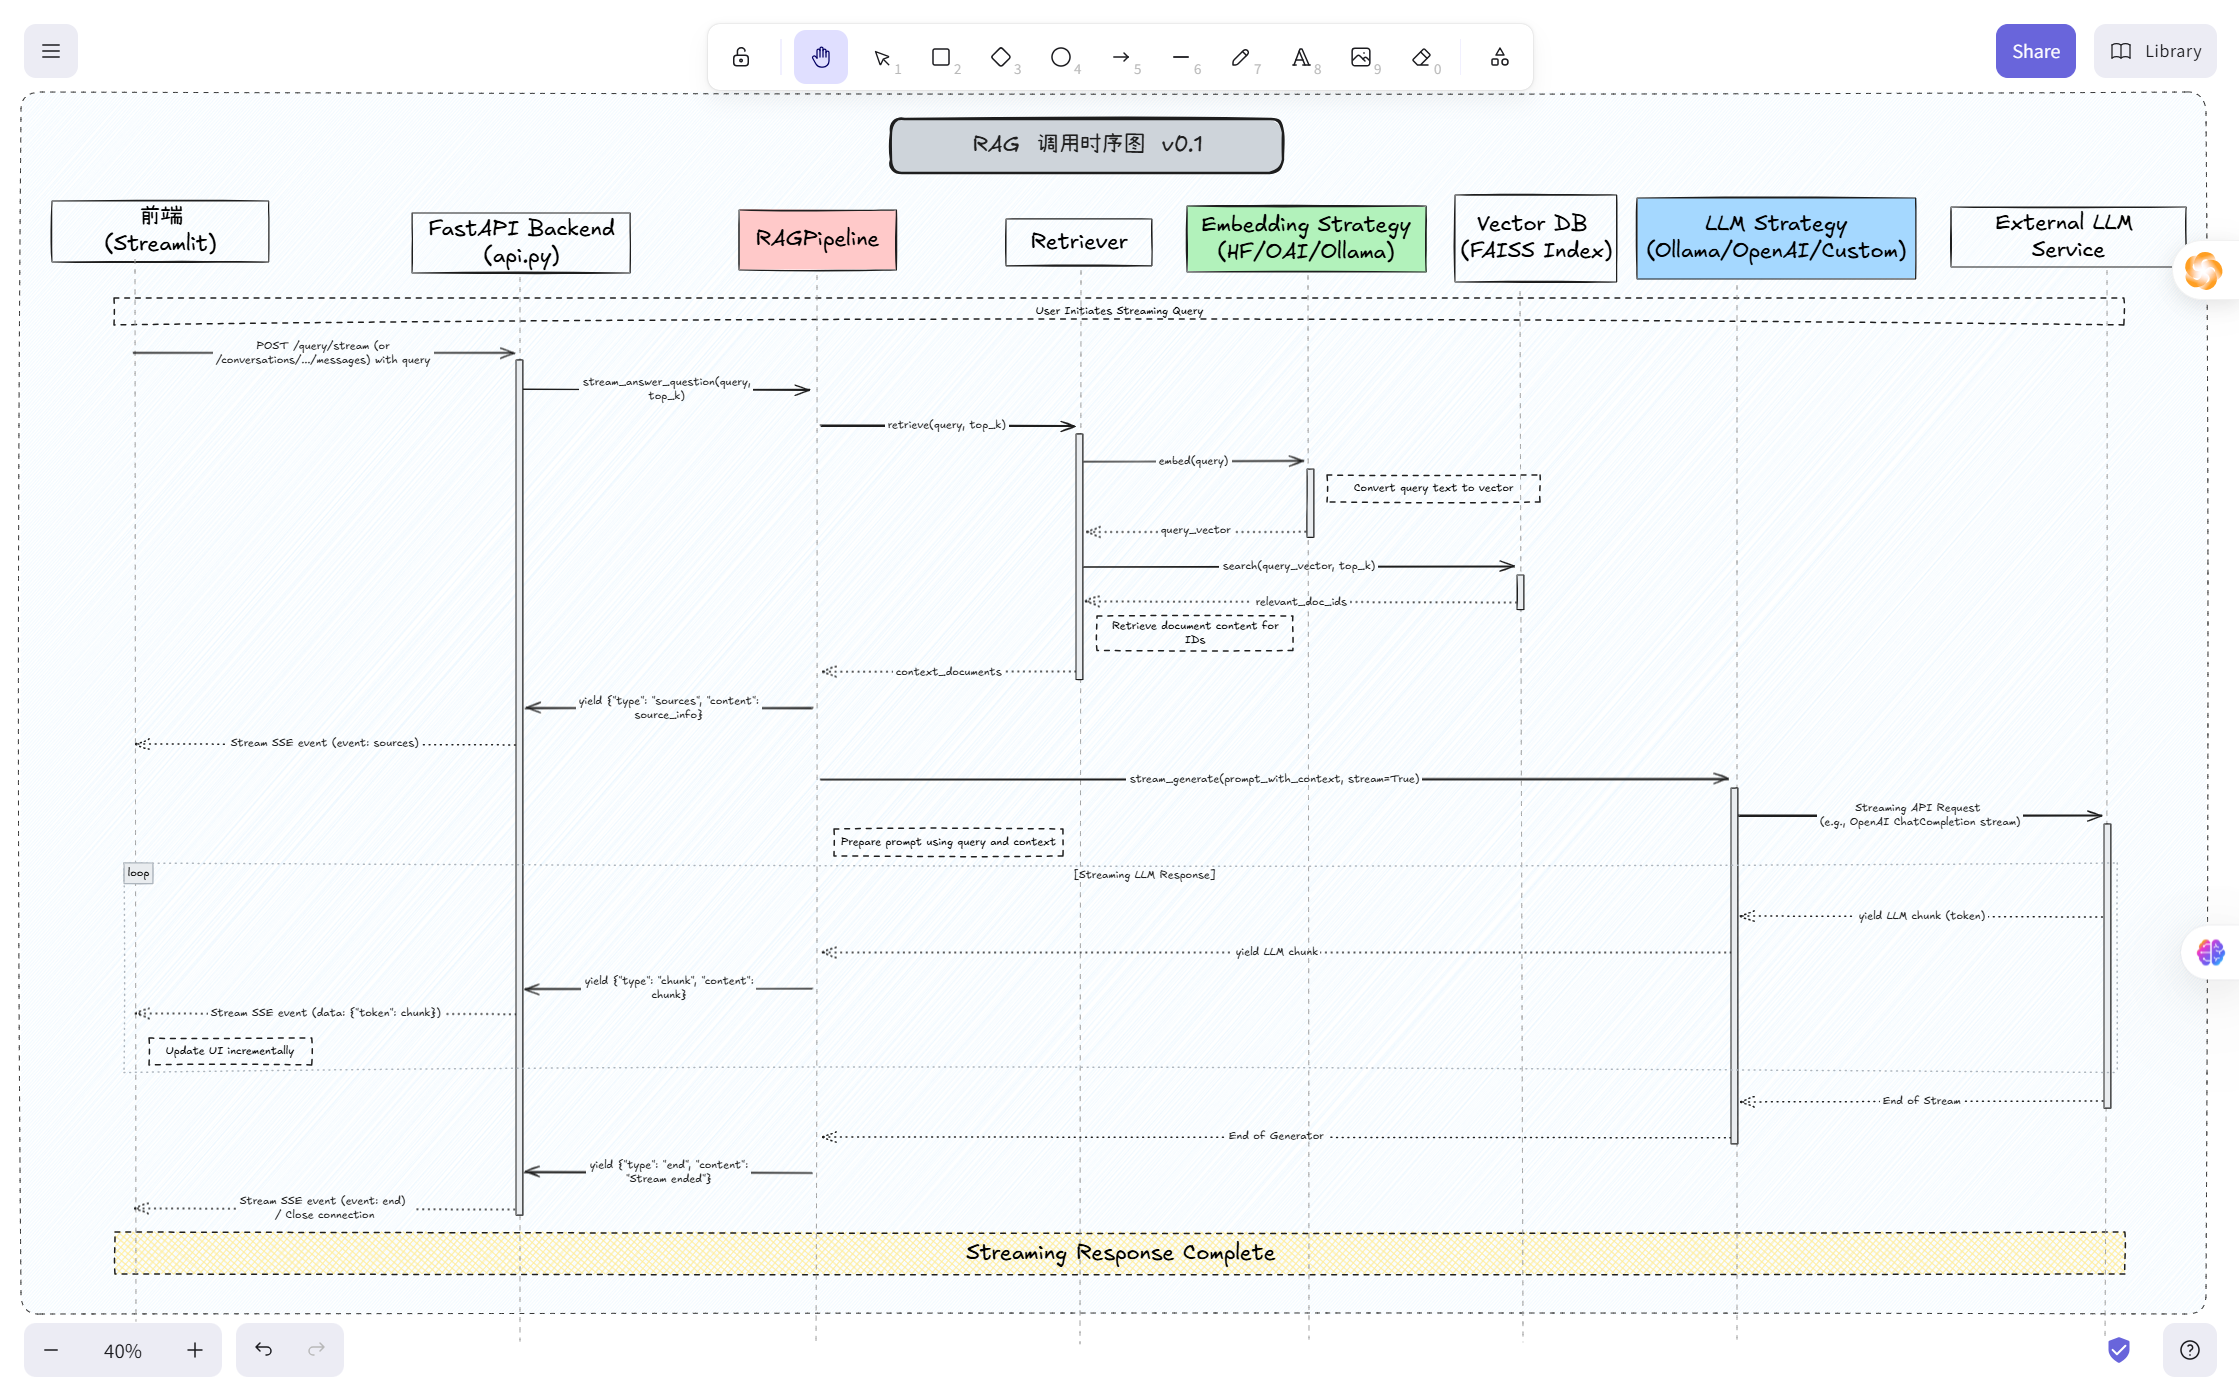 1
2
3
4
5
6
7
8
9
0
Share
Library
RAG 调用时序图 v0.1
前端
(Streamlit)
FastAPI Backend
(api.py)
RAGPipeline
Retriever
Embedding Strategy
(HF/OAI/Ollama)
Vector DB
(FAISS Index)
LLM Strategy
(Ollama/OpenAI/Custom)
External LLM
Service
User Initiates Streaming Query
POST /query/stream (or
/conversations/.../messages) with query
stream_answer_question(query,
top_k)
retrieve(query, top_k)
embed(query)
Convert query text to vector
query_vector
search(query_vector, top_k)
relevant_doc_ids
Retrieve document content for
IDs
context_documents
yield {"type": "sources", "content":
source_info}
Stream SSE event (event: sources)
stream_generate(prompt_with_context, stream=True)
Streaming API Request
(e.g., OpenAI ChatCompletion stream)
Prepare prompt using query and context
loop
[Streaming LLM Response]
yield LLM chunk (token)
yield LLM chunk
yield {"type": "chunk", "content":
chunk}
Stream SSE event (data: {"token": chunk})
Update UI incrementally
End of Stream
End of Generator
yield {"type": "end", "content":
"Stream ended"}
Stream SSE event (event: end)
/ Close connection
Streaming Response Complete
40%